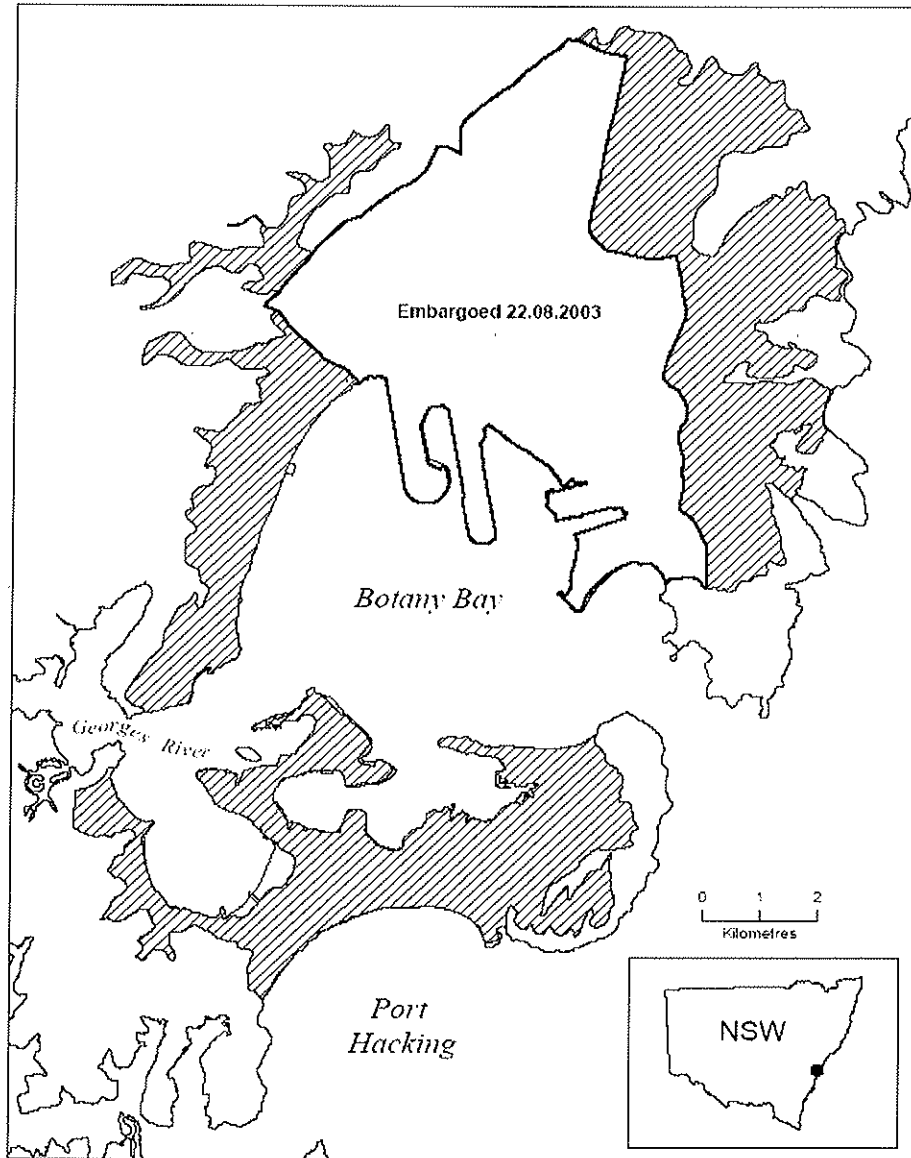 Embargoed 22.08.2003
Botany Bay
Georges River
0 1 2
Kilometres
Port
Hacking
NSW